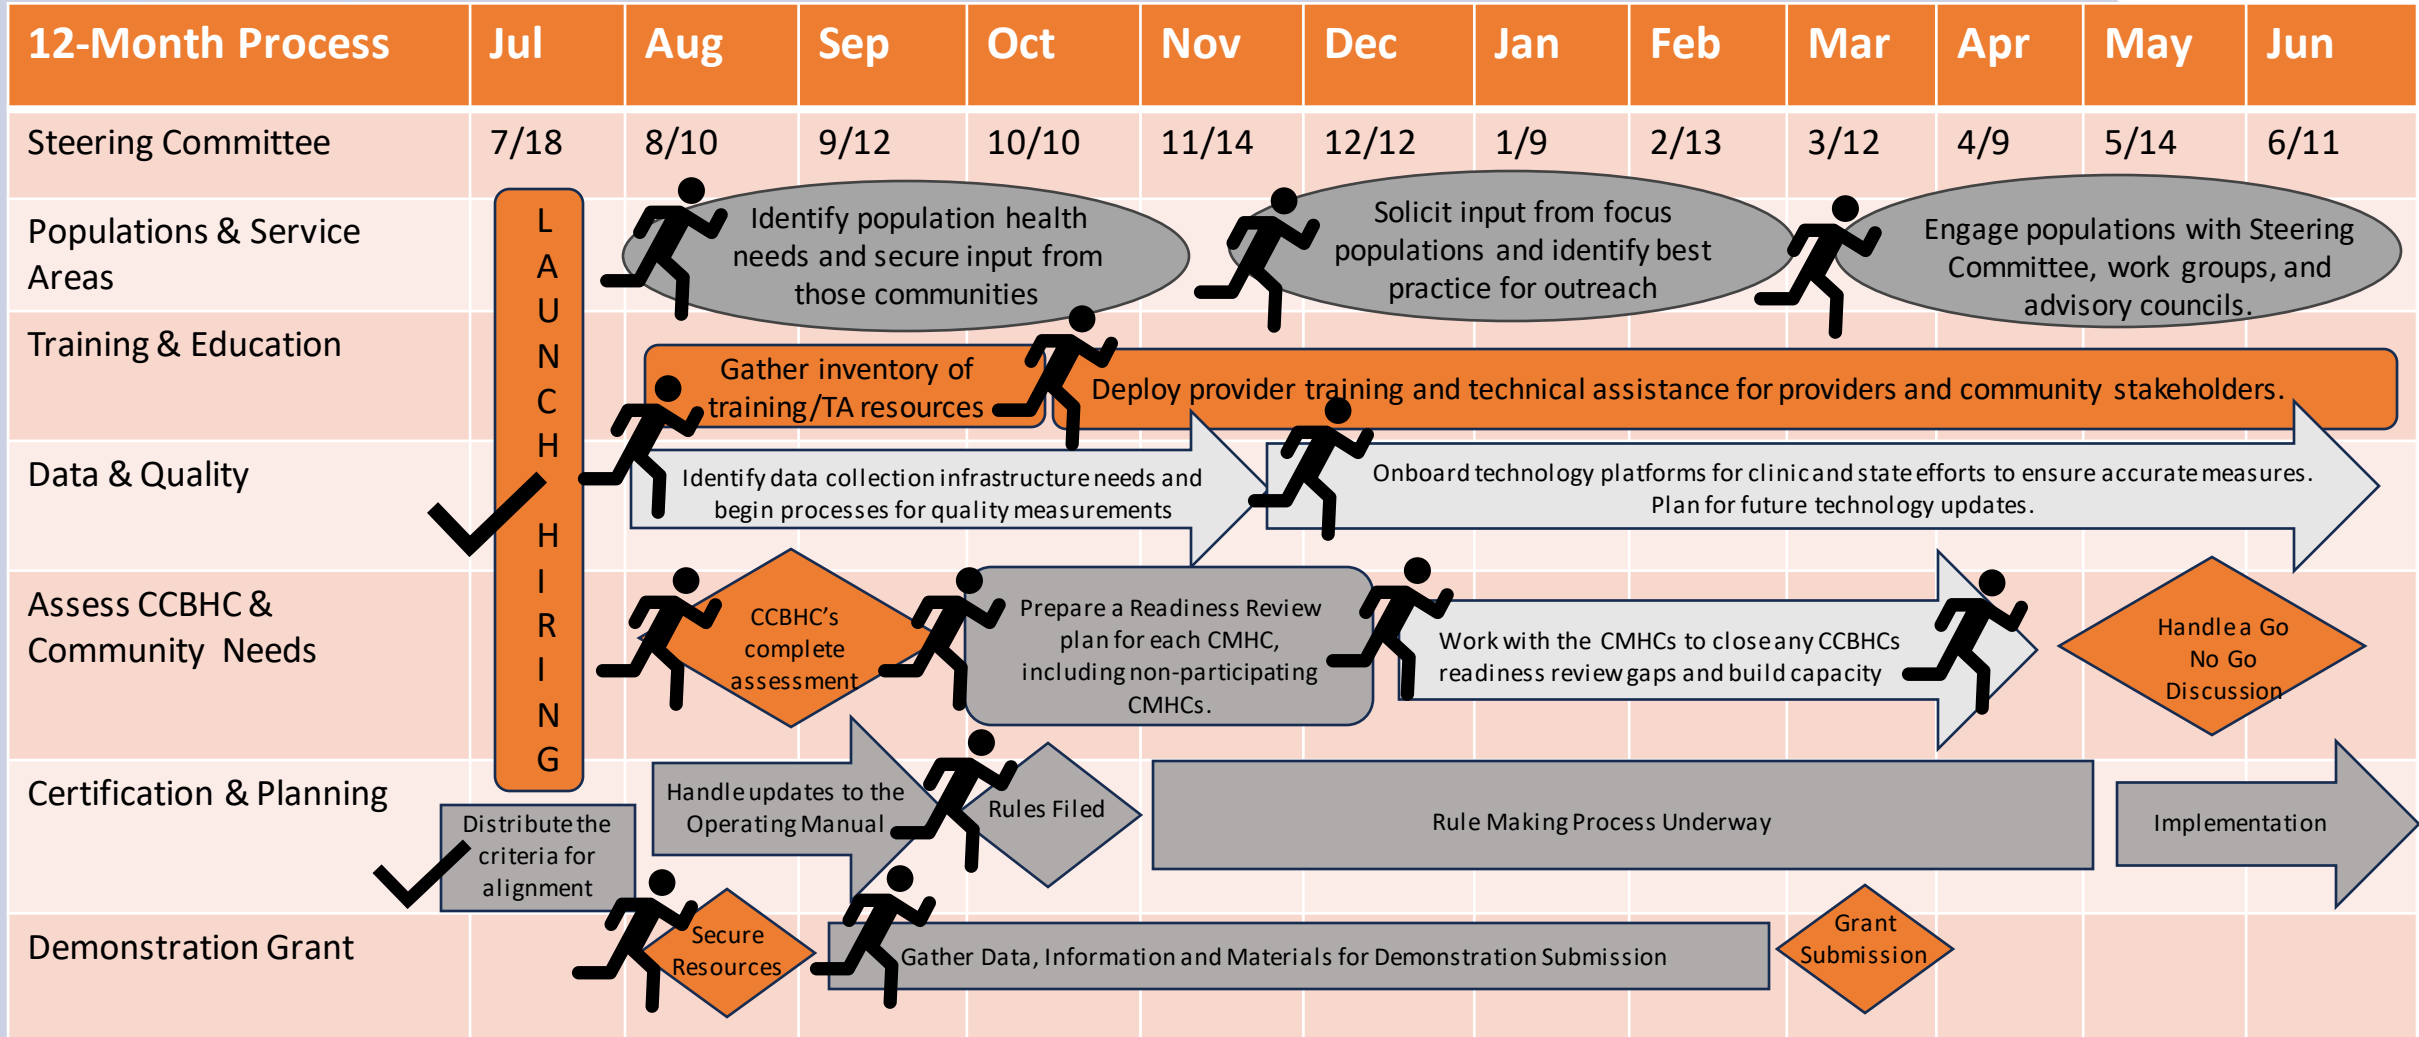 12-Month Process
Jul
Aug
Sep
Oct
Nov
Dec
Jan
Feb
Mar
Apr
May
Jun
Steering Committee
7/18
8/10
9/12
10/10
11/14
12/12
1/9
2/13
3/12
4/9
5/14
6/11
LAUNCH HIRING
Populations & Service
Areas
Identify population health
needs and secure input from
those communities
Solicit input from focus
populations and identify best
practice for outreach
Engage populations with Steering
Committee, work groups, and
advisory councils.
Training & Education
Gather inventory of
training/TA resources
Deploy provider training and technical assistance for providers and community stakeholders.
Data & Quality
Identify data collection infrastructure needs and
begin processes for quality measurements
Onboard technology platforms for clinic and state efforts to ensure accurate measures.
Plan for future technology updates.
Assess CCBHC &
Community Needs
CCBHC’s
complete
assessment
Prepare a Readiness Review
plan for each CMHC,
including non-participating
CMHCs.
Work with the CMHCs to close any CCBHCs
readiness review gaps and build capacity
Handle a Go
No Go
Discussion
Certification & Planning
Distribute the
criteria for
alignment
Handle updates to the
Operating Manual
Rules Filed
Rule Making Process Underway
Implementation
Demonstration Grant
Secure
Resources
Gather Data, Information and Materials for Demonstration Submission
Grant
Submission